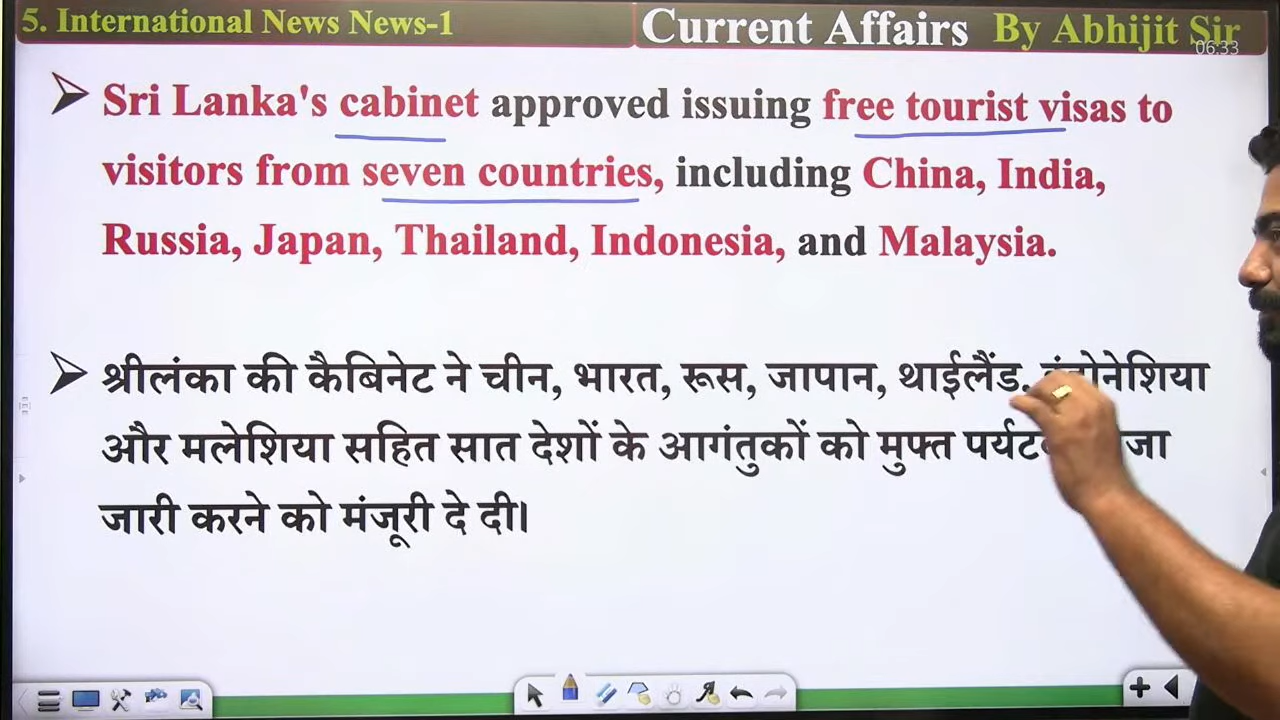 5. International News News-1
Current Affairs By Abhijit Sir
06:33
Sri Lanka's cabinet approved issuing free tourist visas to
visitors from seven countries, including China, India,
Russia, Japan, Thailand, Indonesia, and Malaysia.
श्रीलंका की कैबिनेट ने चीन, भारत, रूस, जापान, थाईलैंड,
और मलेशिया सहित सात देशों के आगंतुकों को मुफ्त
जारी करने को मंजूरी दे दी।